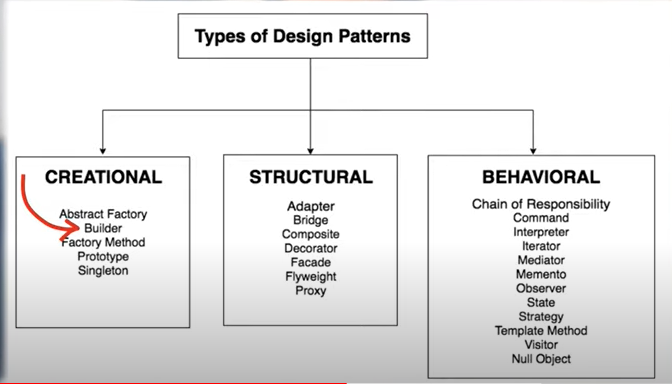 Types of Design Patterns
CREATIONAL
Abstract Factory
Builder
Factory Method
Prototype
Singleton
STRUCTURAL
Adapter
Bridge
Composite
Decorator
Facade
Flyweight
Proxy
BEHAVIORAL
Chain of Responsibility
Command
Interpreter
Iterator
Mediator
Memento
Observer
State
Strategy
Template Method
Visitor
Null Object